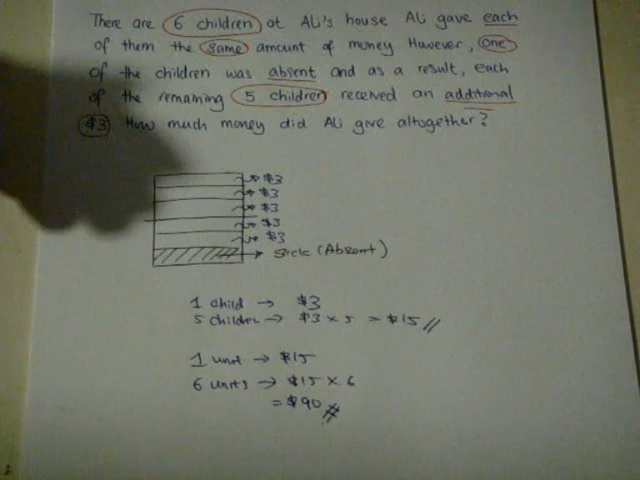 There are 6 children at Ali's house Ali gave each
of them the same amount of money However, one
of the children was absent and as a result, each
of the remaining 5 children received an additional
$3 How much money did Ali give altogether?
$3
$3
$3
$3
$3
Sick (Absent)
1 child → $3
5 children → $3 × 5 = $15 //
1 unit → $15
6 units → $15 × 6
= $90 //